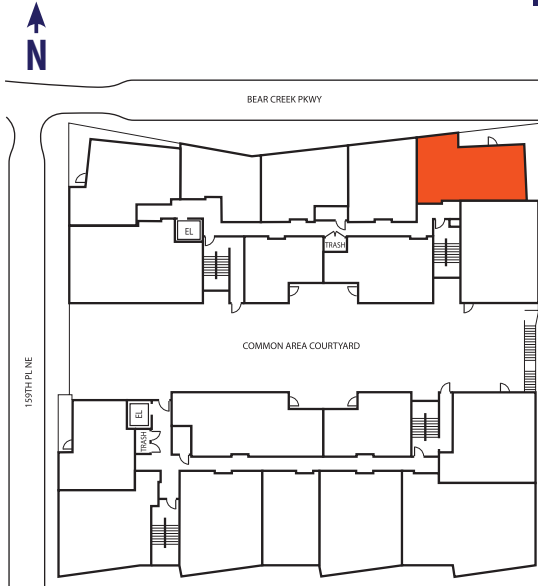 N
BEAR CREEK PKWY
EL
TRASH
COMMON AREA COURTYARD
159TH PL NE
EL
TRASH